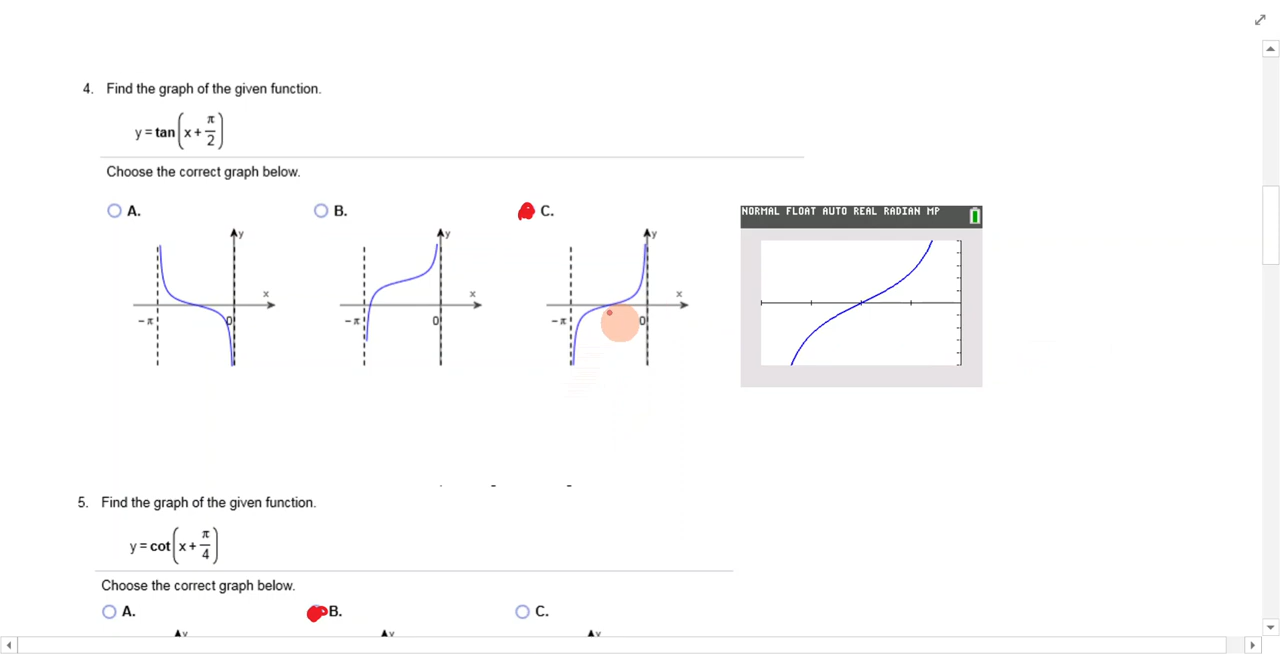 4. Find the graph of the given function.
y = tan(x + π/2)
Choose the correct graph below.
A. B. C.
NORMAL FLOAT AUTO REAL RADIAN MP
y y y
x x x
-π 0 -π 0 -π 0
5. Find the graph of the given function.
y = cot(x + π/4)
Choose the correct graph below.
A. B. C.
y y y